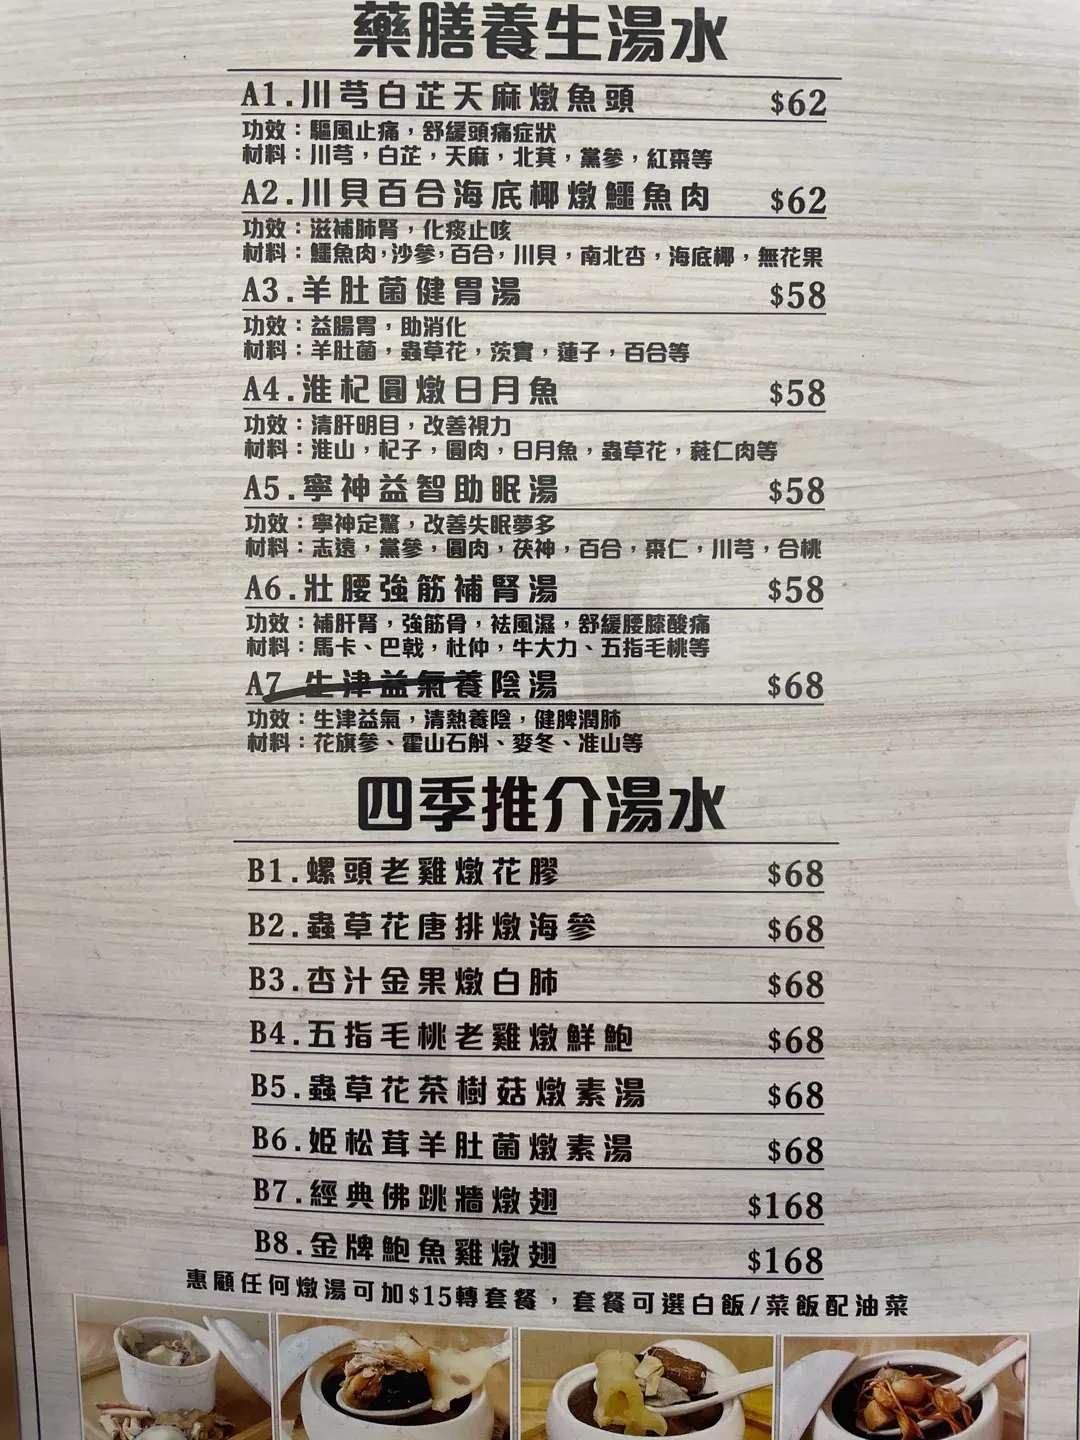 藥膳養生湯水
A1.川芎白芷天麻燉魚頭 $62
功效：驅風止痛，舒緩頭痛症狀
材料：川芎，白芷，天麻，北萁，黨參，紅棗等
A2.川貝百合海底椰燉鱷魚肉 $62
功效：滋補肺腎，化痰止咳
材料：鱷魚肉，沙參，百合，川貝，南北杏，海底椰，無花果
A3.羊肚菌健胃湯 $58
功效：益腸胃，助消化
材料：羊肚菌，蟲草花，茨實，蓮子，百合等
A4.淮杞圓燉日月魚 $58
功效：清肝明目，改善視力
材料：淮山，杞子，圓肉，日月魚，蟲草花，蕤仁肉等
A5.寧神益智助眠湯 $58
功效：寧神定驚，改善失眠夢多
材料：志遠，黨參，圓肉，茯神，百合，棗仁，川芎，合桃
A6.壯腰強筋補腎湯 $58
功效：補肝腎，強筋骨，祛風濕，舒緩腰膝酸痛
材料：馬卡、巴戟，杜仲，牛大力、五指毛桃等
A7 生津益氣養陰湯 $68
功效：生津益氣，清熱養陰，健脾潤肺
材料：花旗參、霍山石斛、麥冬、准山等
四季推介湯水
B1.螺頭老雞燉花膠 $68
B2.蟲草花唐排燉海參 $68
B3.杏汁金果燉白肺 $68
B4.五指毛桃老雞燉鮮鮑 $68
B5.蟲草花茶樹菇燉素湯 $68
B6.姬松茸羊肚菌燉素湯 $68
B7.經典佛跳牆燉翅 $168
B8.金牌鮑魚雞燉翅 $168
惠顧任何燉湯可加$15轉套餐，套餐可選白飯/菜飯配油菜